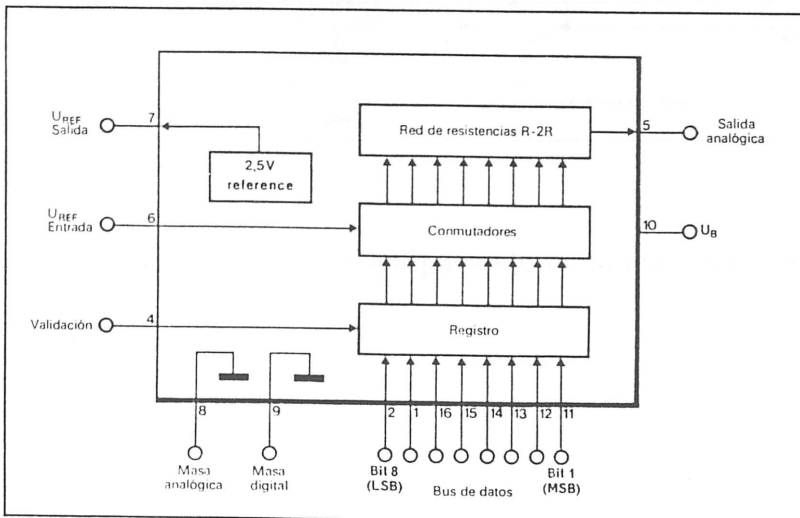 U_REF
Salida
7
2,5V
reference
Red de resistencias R-2R
5
Salida
analógica
U_REF
Entrada
6
Conmutadores
10
U_B
Validación
4
Registro
8
9
2
1
16
15
14
13
12
11
Masa
analógica
Masa
digital
Bit 8
(LSB)
Bus de datos
Bit 1
(MSB)